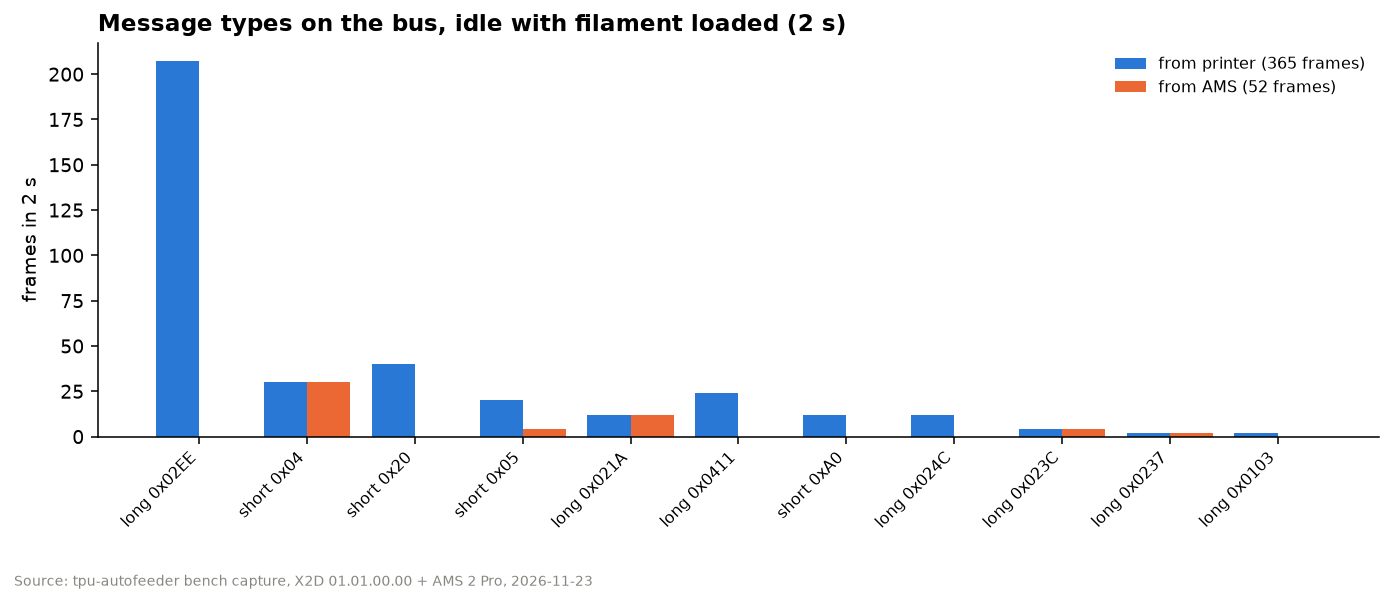 Message types on the bus, idle with filament loaded (2 s)
from printer (365 frames)
from AMS (52 frames)
frames in 2 s
200
175
150
125
100
75
50
25
0
long 0x02EE
short 0x04
short 0x20
short 0x05
long 0x021A
long 0x0411
short 0xA0
long 0x024C
long 0x023C
long 0x0237
long 0x0103
Source: tpu-autofeeder bench capture, X2D 01.01.00.00 + AMS 2 Pro, 2026-11-23